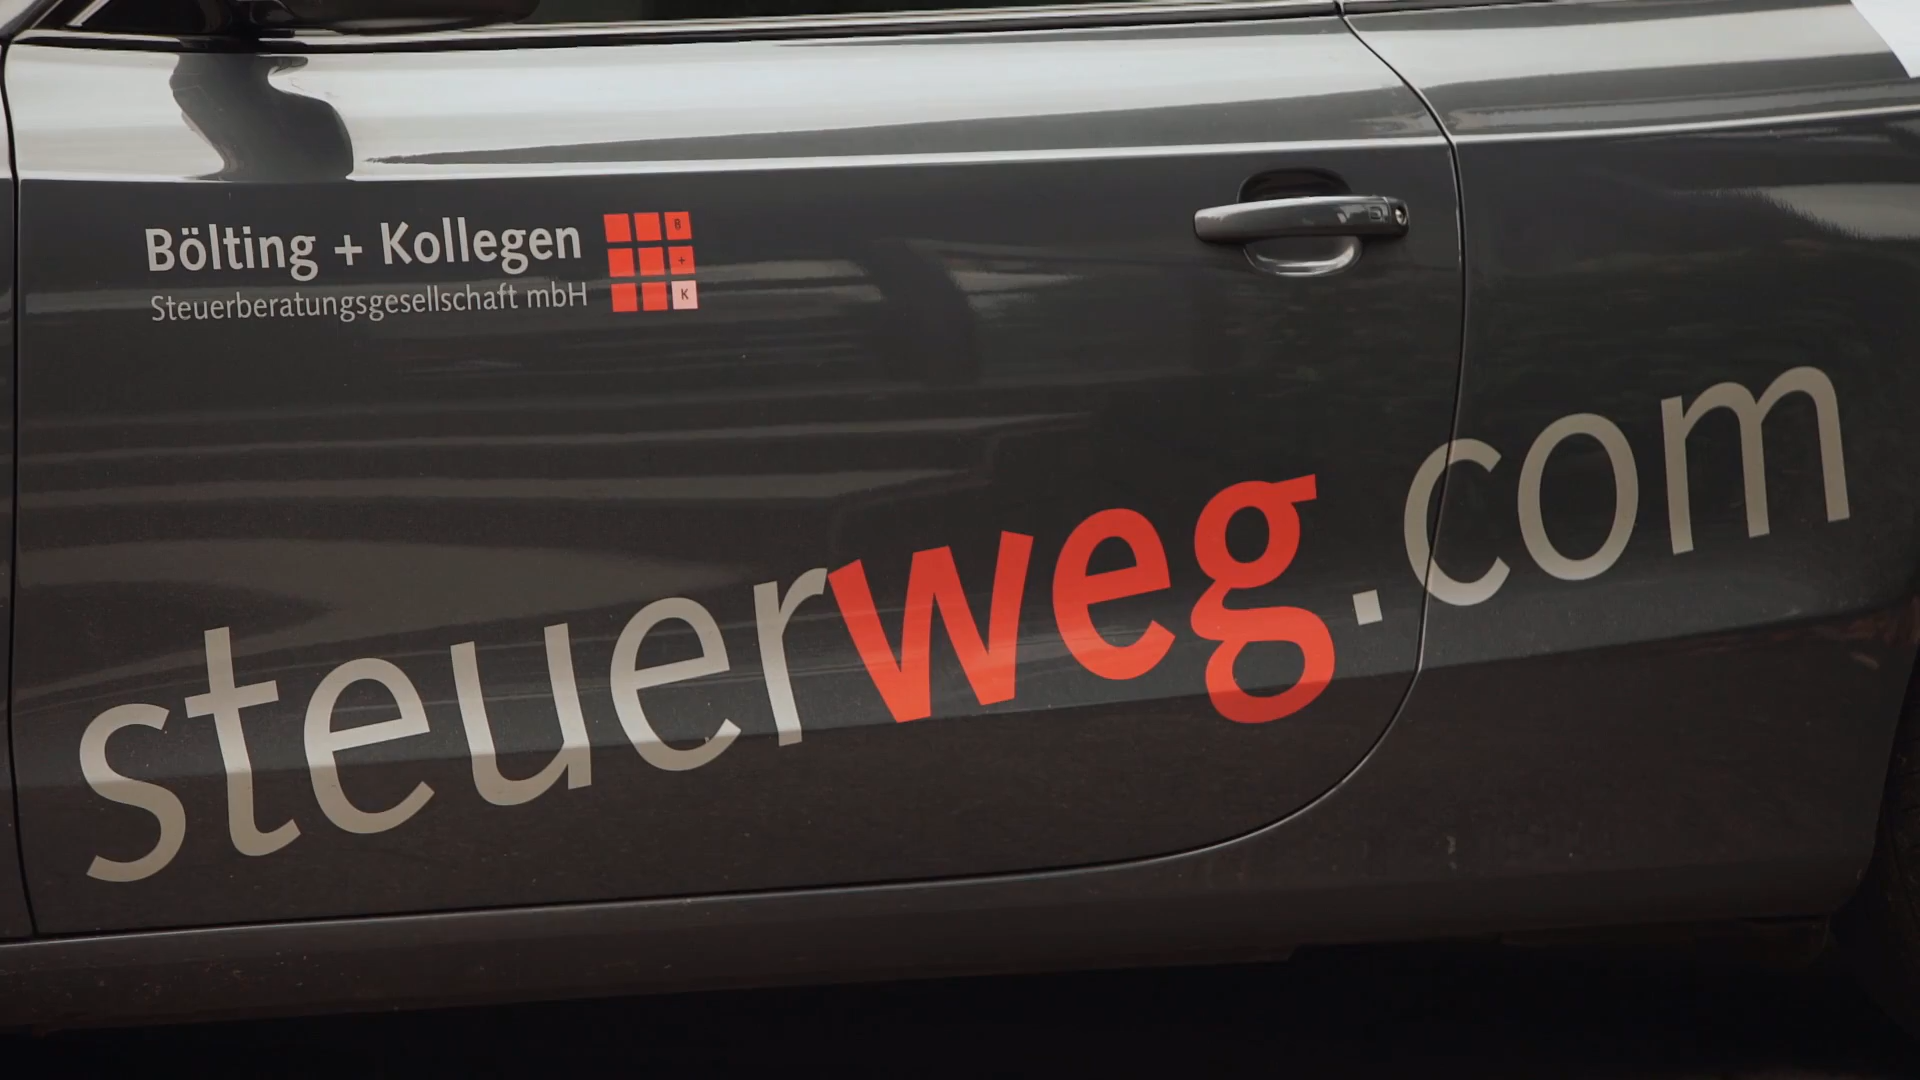 Bölting + Kollegen
Steuerberatungsgesellschaft mbH
B
+
K
steuerweg.com